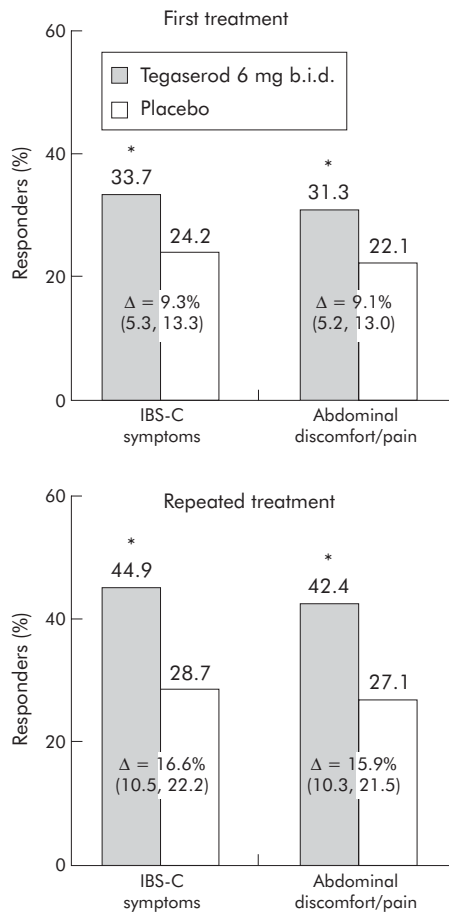 First treatment
60
40
20
0
Responders (%)
Tegaserod 6 mg b.i.d.
Placebo
*
33.7
24.2
*
31.3
22.1
Δ = 9.3%
(5.3, 13.3)
Δ = 9.1%
(5.2, 13.0)
IBS-C
symptoms
Abdominal
discomfort/pain
Repeated treatment
60
40
20
0
Responders (%)
*
44.9
28.7
*
42.4
27.1
Δ = 16.6%
(10.5, 22.2)
Δ = 15.9%
(10.3, 21.5)
IBS-C
symptoms
Abdominal
discomfort/pain